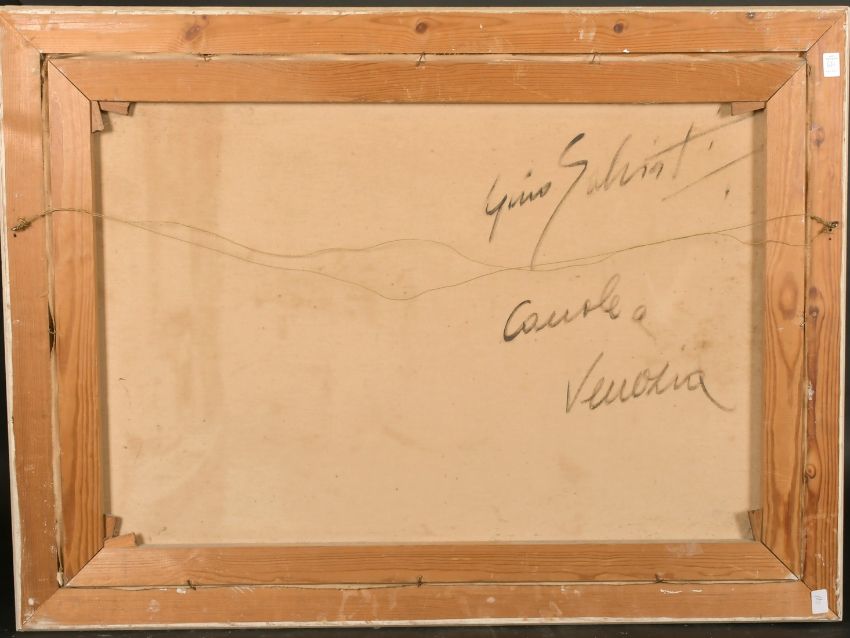 Gino Salviati
Canale a
Venezia